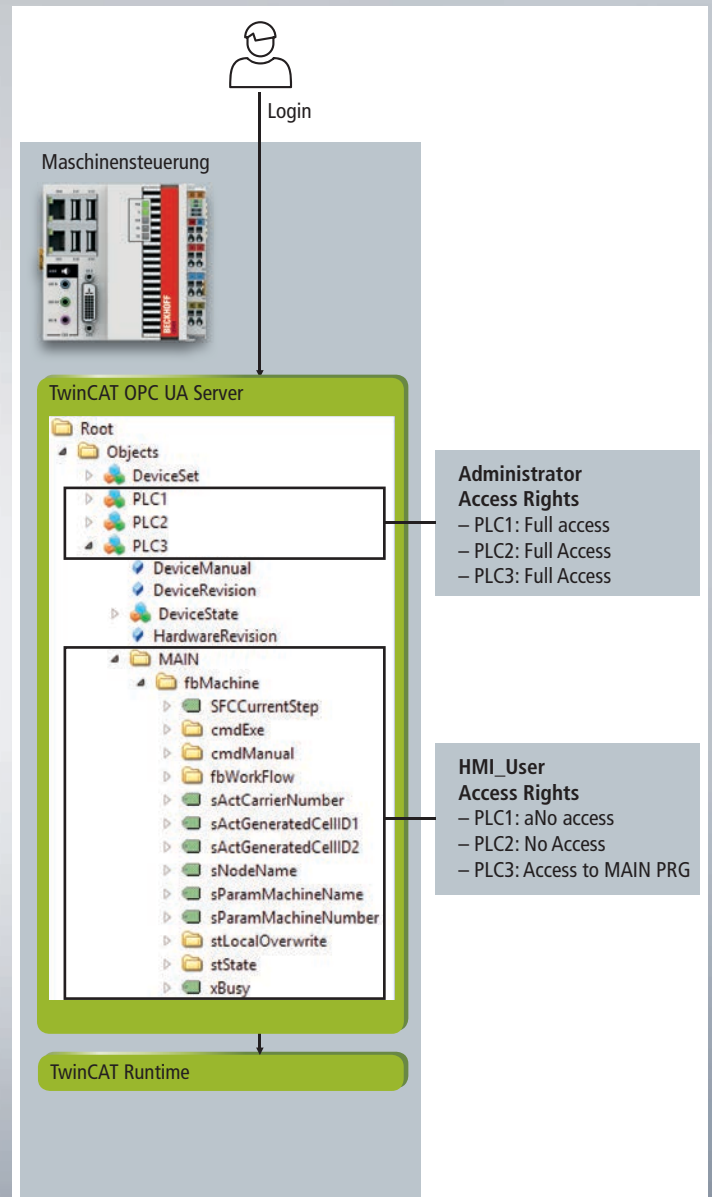 Login
Maschinensteuerung
BECKHOFF
TwinCAT OPC UA Server
Root
Objects
DeviceSet
PLC1
PLC2
PLC3
DeviceManual
DeviceRevision
DeviceState
HardwareRevision
MAIN
fbMachine
SFCCurrentStep
cmdExe
cmdManual
fbWorkFlow
sActCarrierNumber
sActGeneratedCellID1
sActGeneratedCellID2
sNodeName
sParamMachineName
sParamMachineNumber
stLocalOverwrite
stState
xBusy
Administrator
Access Rights
– PLC1: Full access
– PLC2: Full Access
– PLC3: Full Access
HMI_User
Access Rights
– PLC1: aNo access
– PLC2: No Access
– PLC3: Access to MAIN PRG
TwinCAT Runtime